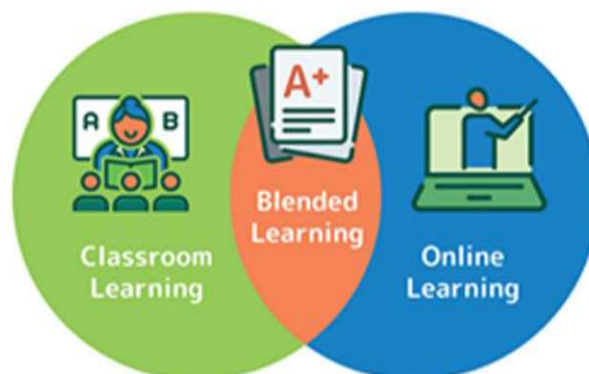 A+
A B
Blended
Learning
Classroom
Learning
Online
Learning